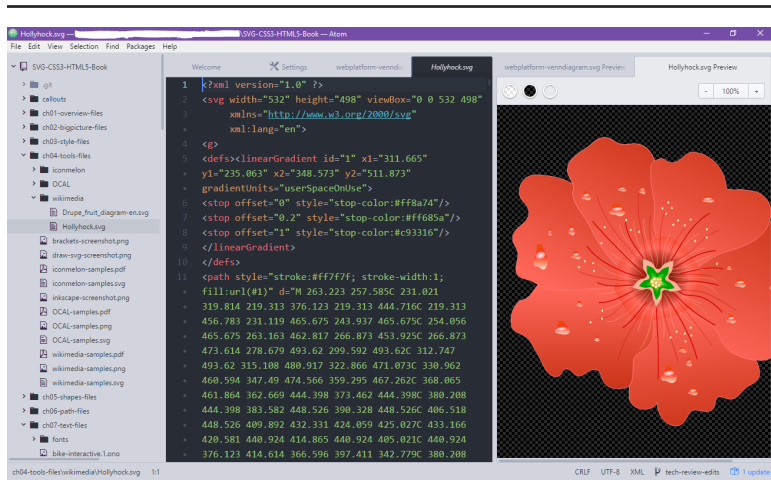 Hollyhock.svg — \SVG-CSS3-HTML5-Book — Atom
File Edit View Selection Find Packages Help
SVG-CSS3-HTML5-Book
.git
callouts
ch01-overview-files
ch02-bigpicture-files
ch03-style-files
ch04-tools-files
iconmelon
OCAL
wikimedia
Drupe_fruit_diagram-en.svg
Hollyhock.svg
brackets-screenshot.png
draw-svg-screenshot.png
iconmelon-samples.pdf
iconmelon-samples.svg
inkscape-screenshot.png
OCAL-samples.pdf
OCAL-samples.png
OCAL-samples.svg
wikimedia-samples.pdf
wikimedia-samples.png
wikimedia-samples.svg
ch05-shapes-files
ch06-path-files
ch07-text-files
fonts
bike-interactive.1.ono
Welcome Settings webplatform-venndia Hollyhock.svg
1 <?xml version="1.0" ?>
2 <svg width="532" height="498" viewBox="0 0 532 498"
3 xmlns="http://www.w3.org/2000/svg"
• xml:lang="en">
4 <g>
5 <defs><linearGradient id="1" x1="311.665"
• y1="235.063" x2="348.573" y2="511.873"
• gradientUnits="userSpaceOnUse">
6 <stop offset="0" style="stop-color:#ff8a74"/>
7 <stop offset="0.2" style="stop-color:#ff685a"/>
8 <stop offset="1" style="stop-color:#c93316"/>
9 </linearGradient>
10 </defs>
11 <path style="stroke:#ff7f7f; stroke-width:1;
• fill:url(#1)" d="M 263.223 257.585C 231.021
• 319.814 219.313 376.123 219.313 444.716C 219.313
• 456.783 231.119 465.675 243.937 465.675C 254.056
• 465.675 263.163 462.817 266.873 453.925C 266.873
• 473.614 278.679 493.62 299.592 493.62C 312.747
• 493.62 315.108 480.917 322.866 471.073C 330.962
• 460.594 347.49 474.566 359.295 467.262C 368.065
• 461.864 362.669 444.398 373.462 444.398C 380.208
• 444.398 383.582 448.526 390.328 448.526C 406.518
• 448.526 409.892 432.331 424.059 425.027C 433.166
• 420.581 440.924 414.865 440.924 405.021C 440.924
• 376.123 414.614 366.596 397.411 342.779C 380.208
webplatform-venndiagram.svg Preview Hollyhock.svg Preview
- 100% +
ch04-tools-files\wikimedia\Hollyhock.svg 1:1
CRLF UTF-8 XML tech-review-edits 1 update